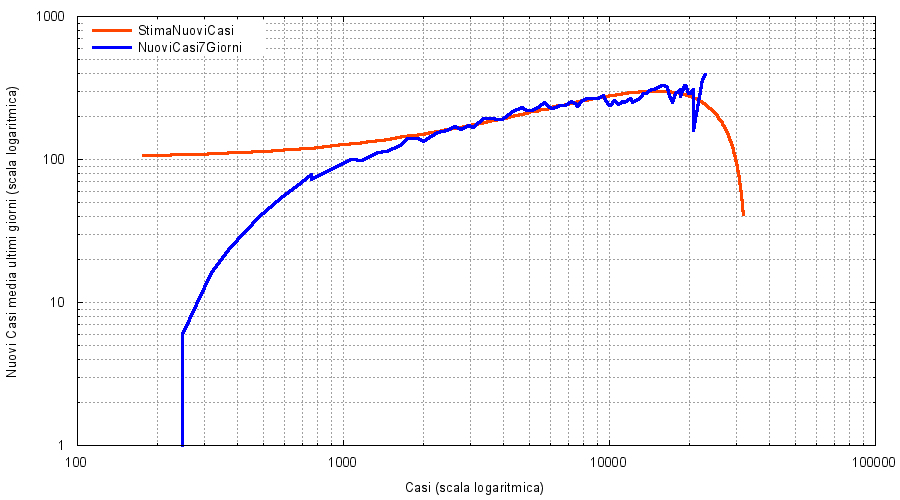 1000
StimaNuoviCasi
NuoviCasi7Giorni
100
10
1
Nuovi Casi media ultimi giorni (scala logaritmica)
100
1000
10000
100000
Casi (scala logaritmica)